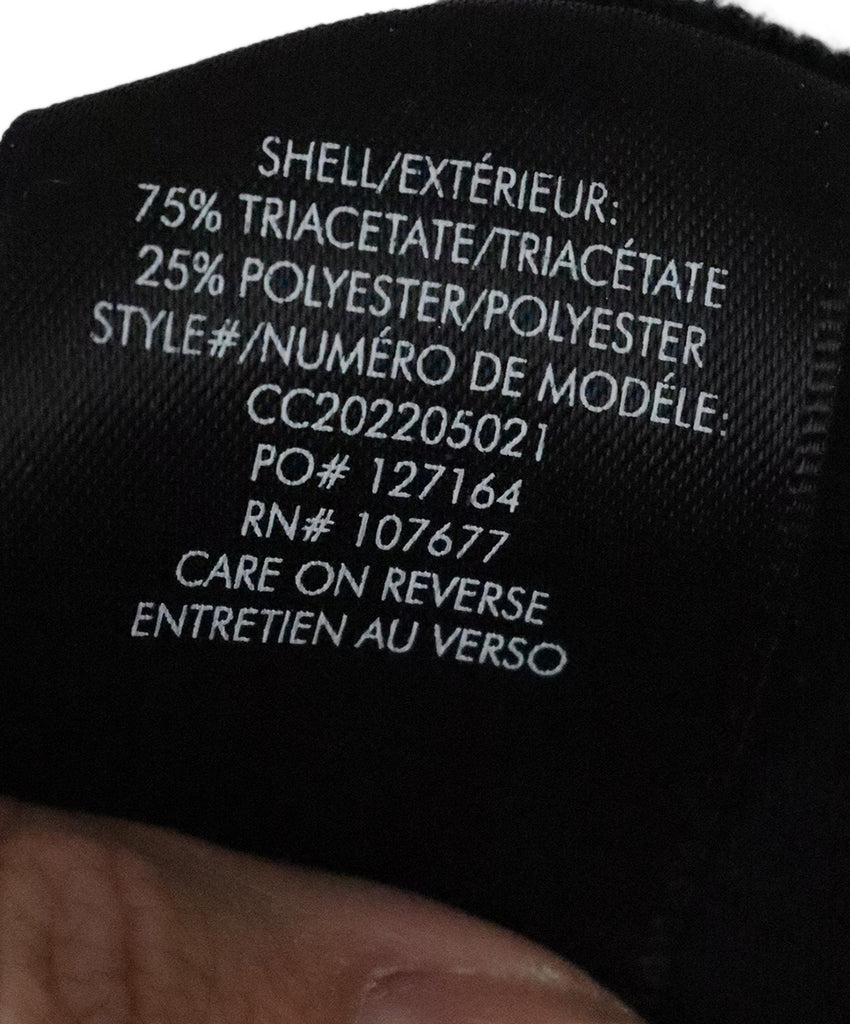 SHELL/EXTÉRIEUR:
75% TRIACETATE/TRIACÉTATE
25% POLYESTER/POLYESTER
STYLE#/NUMÉRO DE MODÉLE:
CC202205021
PO# 127164
RN# 107677
CARE ON REVERSE
ENTRETIEN AU VERSO